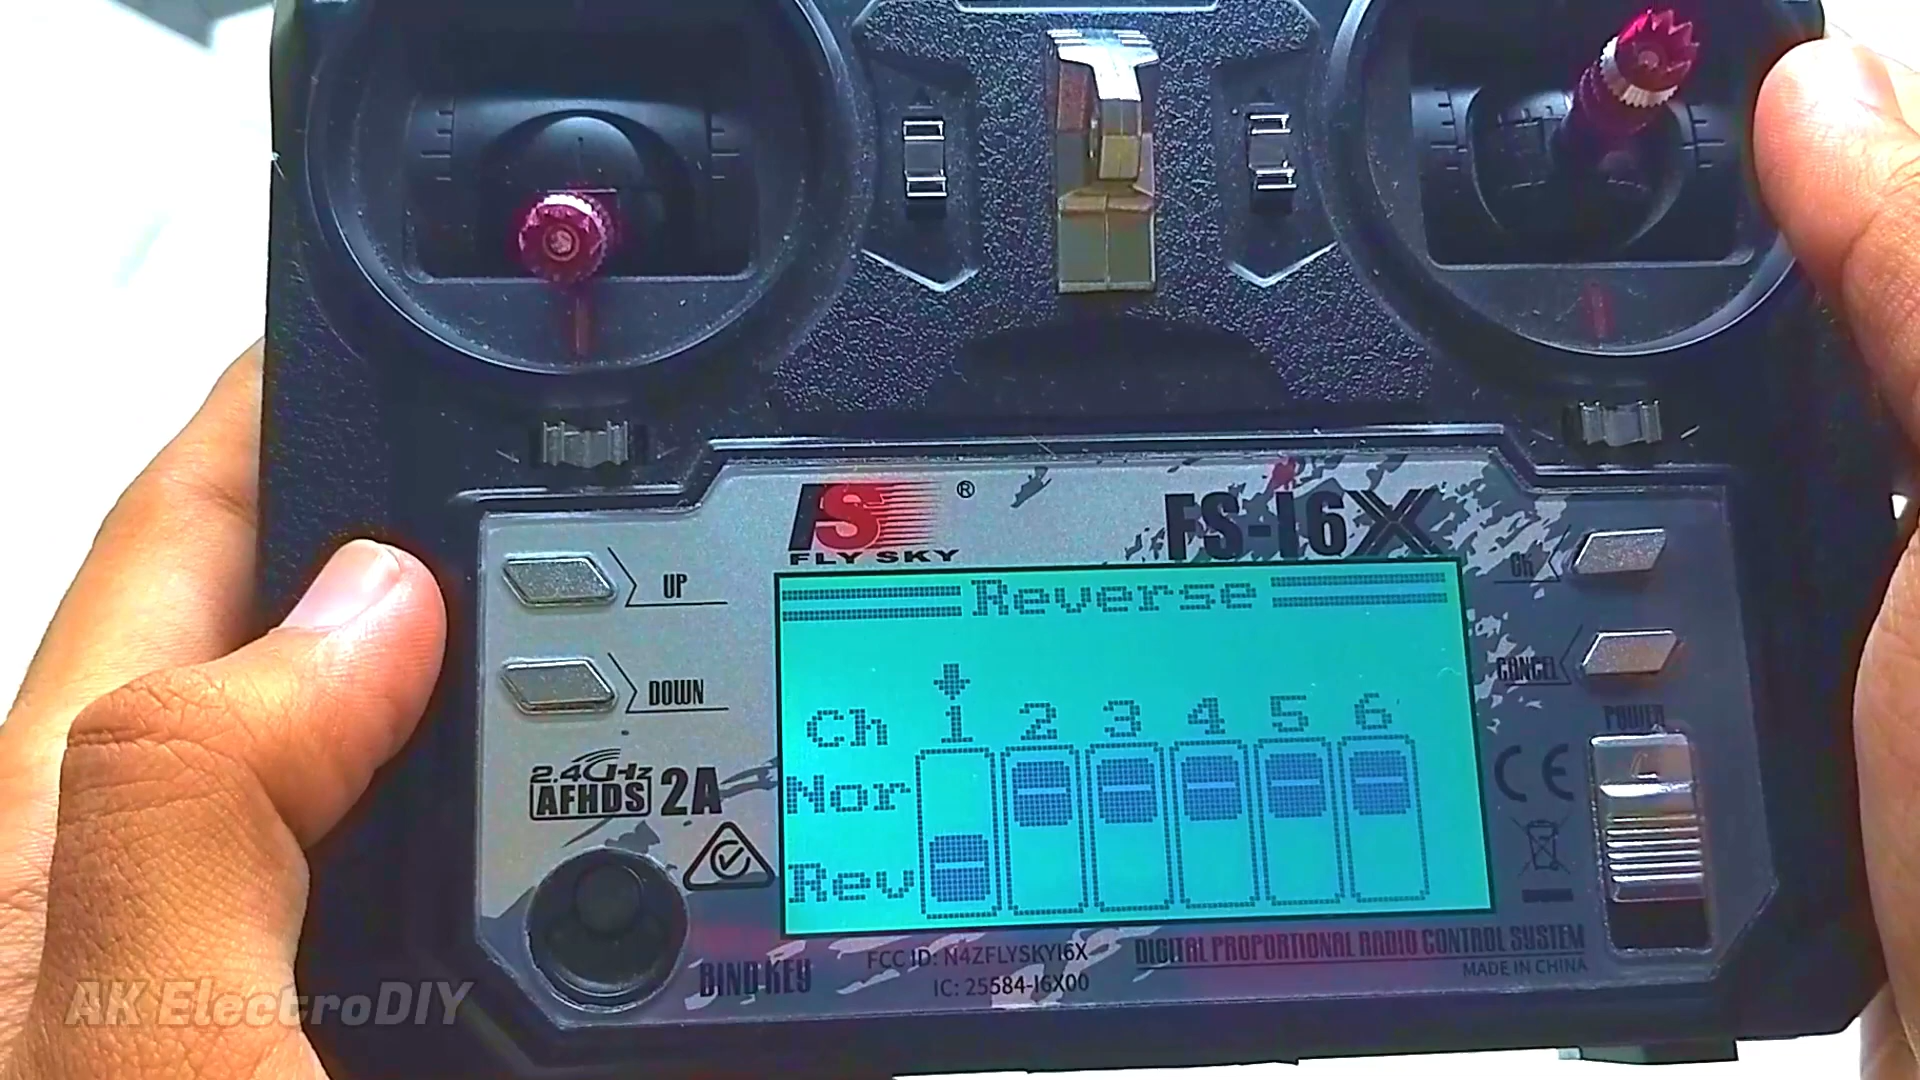 FS ®
FLY SKY
FS-I6X
UP
DOWN
CH
CANCEL
POWER
Reverse
Ch 1 2 3 4 5 6
Nor
Rev
2.4GHz
AFHDS 2A
CE
BIND KEY
FCC ID: N4ZFLYSKYI6X
IC: 25584-I6X00
DIGITAL PROPORTIONAL RADIO CONTROL SYSTEM
MADE IN CHINA
AK ElectroDIY